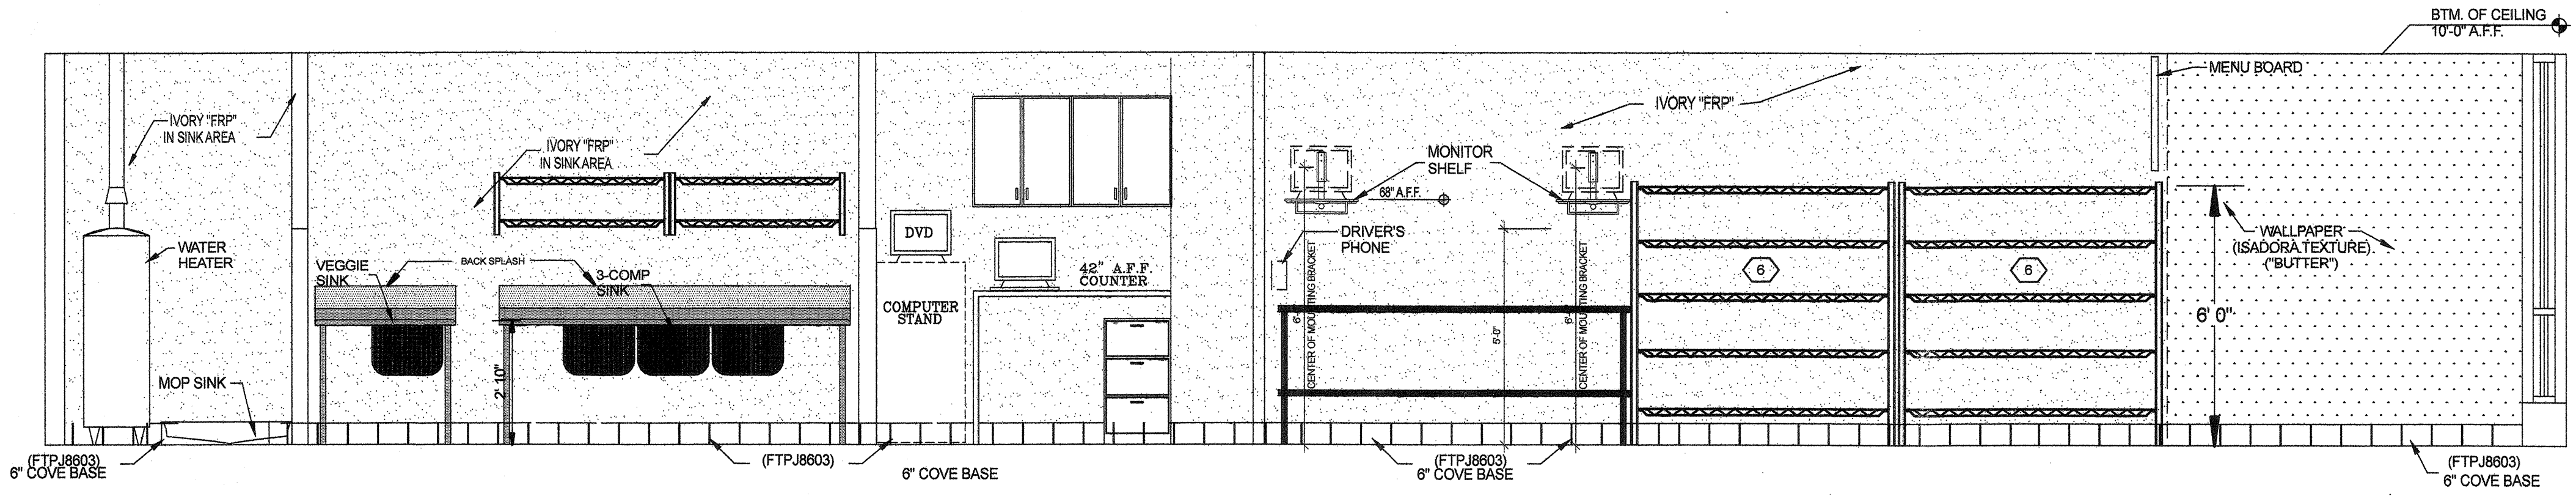 BTM. OF CEILING
10'-0" A.F.F.
MENU BOARD
IVORY "FRP"
IN SINK AREA
IVORY "FRP"
IN SINK AREA
IVORY "FRP"
MONITOR
SHELF
68" A.F.F.
WATER
HEATER
VEGGIE
SINK
BACK SPLASH
3-COMP
SINK
DVD
42" A.F.F.
COUNTER
COMPUTER
STAND
DRIVER'S
PHONE
CENTER OF MOUNTING BRACKET
5'-0"
CENTER OF MOUNTING BRACKET
6
6
WALLPAPER
(ISADORA TEXTURE)
("BUTTER")
6' 0"
MOP SINK
2' 10"
(FTPJ8603)
6" COVE BASE
(FTPJ8603)
6" COVE BASE
(FTPJ8603)
6" COVE BASE
(FTPJ8603)
6" COVE BASE